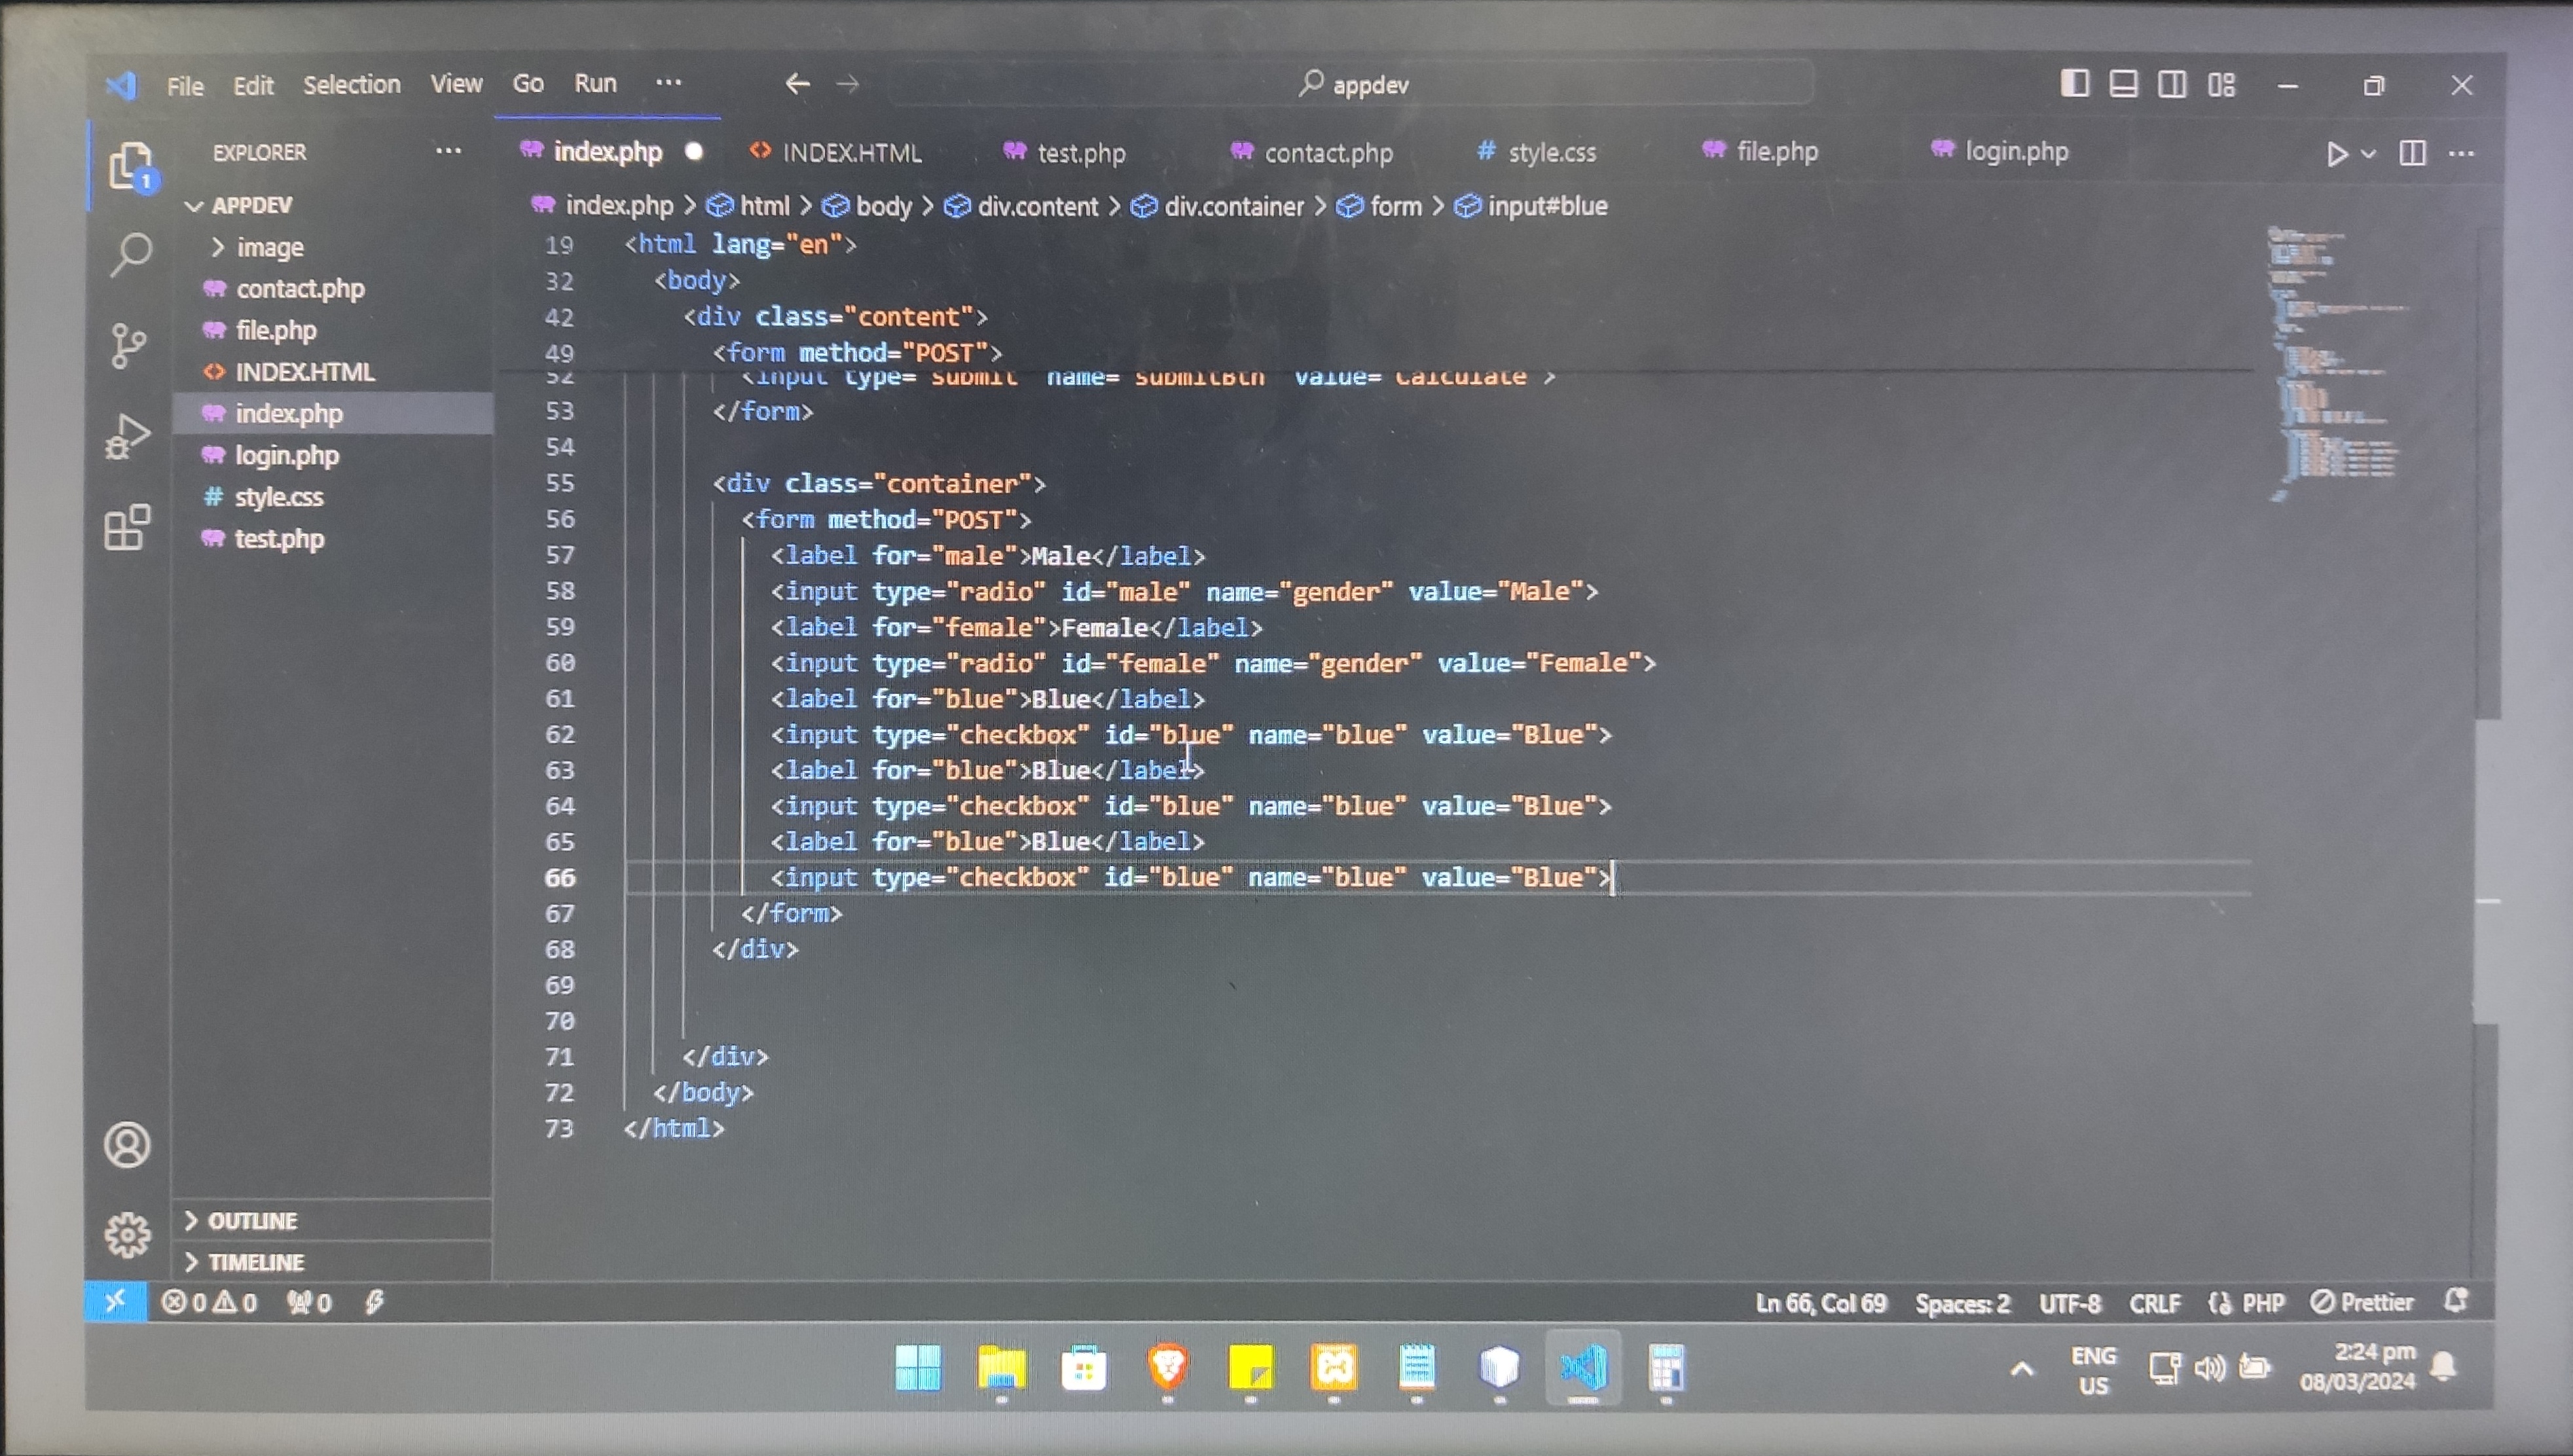 File Edit Selection View Go Run ··· appdev
EXPLORER ···
index.php INDEX.HTML test.php contact.php style.css file.php login.php
index.php > html > body > div.content > div.container > form > input#blue
APPDEV
image
contact.php
file.php
INDEX.HTML
index.php
login.php
style.css
test.php
OUTLINE
TIMELINE
19 <html lang="en">
32 <body>
42 <div class="content">
49 <form method="POST">
52 <input type="submit" name="submitBtn" value="Calculate">
53 </form>
54
55 <div class="container">
56 <form method="POST">
57 <label for="male">Male</label>
58 <input type="radio" id="male" name="gender" value="Male">
59 <label for="female">Female</label>
60 <input type="radio" id="female" name="gender" value="Female">
61 <label for="blue">Blue</label>
62 <input type="checkbox" id="blue" name="blue" value="Blue">
63 <label for="blue">Blue</label>
64 <input type="checkbox" id="blue" name="blue" value="Blue">
65 <label for="blue">Blue</label>
66 <input type="checkbox" id="blue" name="blue" value="Blue">
67 </form>
68 </div>
69
70
71 </div>
72 </body>
73 </html>
1
0 0 0 Ln 66, Col 69 Spaces: 2 UTF-8 CRLF PHP Prettier
ENG
US
2:24 pm
08/03/2024